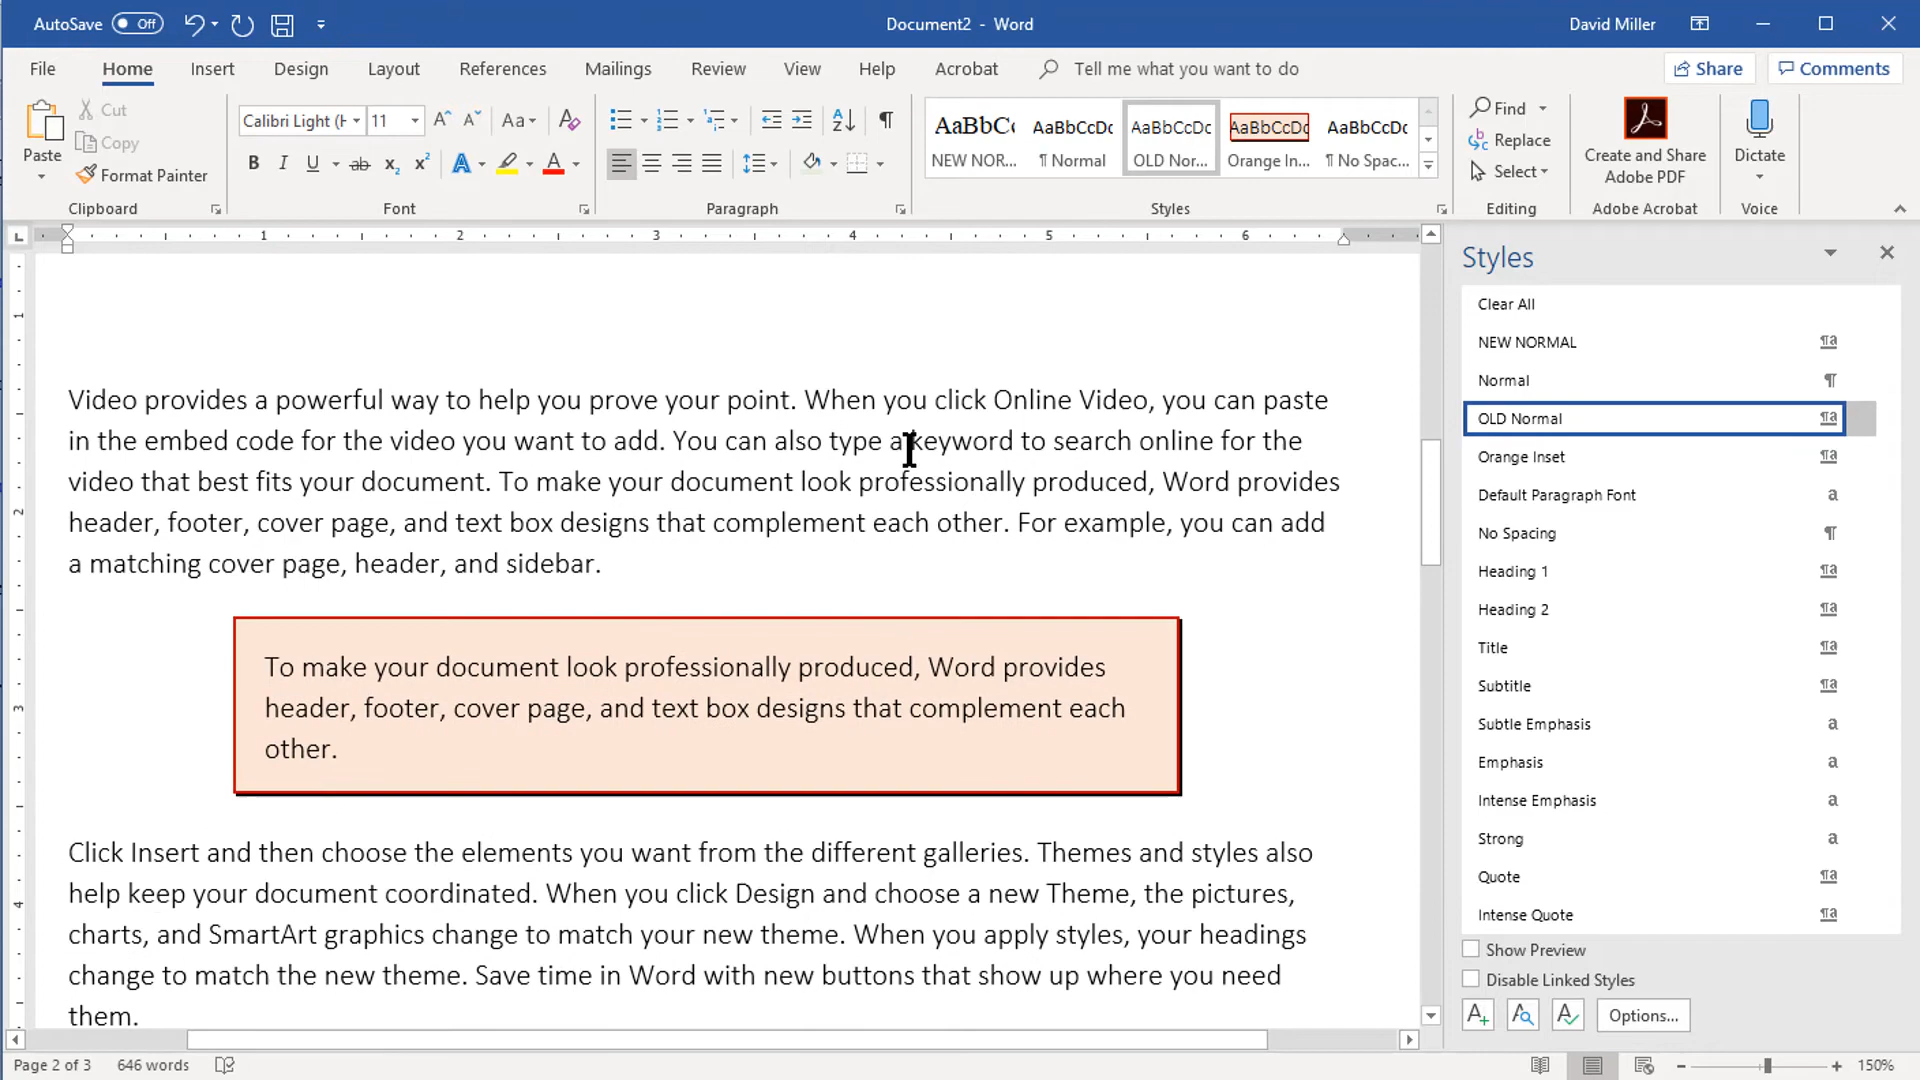 AutoSave Off Document2 - Word David Miller
File Home Insert Design Layout References Mailings Review View Help Acrobat Tell me what you want to do Share Comments
Paste
Cut
Copy
Format Painter
Clipboard
Calibri Light (H 11 Aa
B I U ab x₂ x² A A
Font
Paragraph
AaBbCc NEW NOR...
AaBbCcDc ¶ Normal
AaBbCcDc OLD Nor...
AaBbCcDc Orange In...
AaBbCcDc ¶ No Spac...
Styles
Find
Replace
Select
Editing
Create and Share
Adobe PDF
Adobe Acrobat
Dictate
Voice
L 1 2 3 4 5 6
1
2
3
4
Video provides a powerful way to help you prove your point. When you click Online Video, you can paste
in the embed code for the video you want to add. You can also type a keyword to search online for the
video that best fits your document. To make your document look professionally produced, Word provides
header, footer, cover page, and text box designs that complement each other. For example, you can add
a matching cover page, header, and sidebar.
To make your document look professionally produced, Word provides
header, footer, cover page, and text box designs that complement each
other.
Click Insert and then choose the elements you want from the different galleries. Themes and styles also
help keep your document coordinated. When you click Design and choose a new Theme, the pictures,
charts, and SmartArt graphics change to match your new theme. When you apply styles, your headings
change to match the new theme. Save time in Word with new buttons that show up where you need
them.
Styles
Clear All
NEW NORMAL ¶a
Normal ¶
OLD Normal ¶a
Orange Inset ¶a
Default Paragraph Font a
No Spacing ¶
Heading 1 ¶a
Heading 2 ¶a
Title ¶a
Subtitle ¶a
Subtle Emphasis a
Emphasis a
Intense Emphasis a
Strong a
Quote ¶a
Intense Quote ¶a
Show Preview
Disable Linked Styles
Options...
Page 2 of 3 646 words 150%